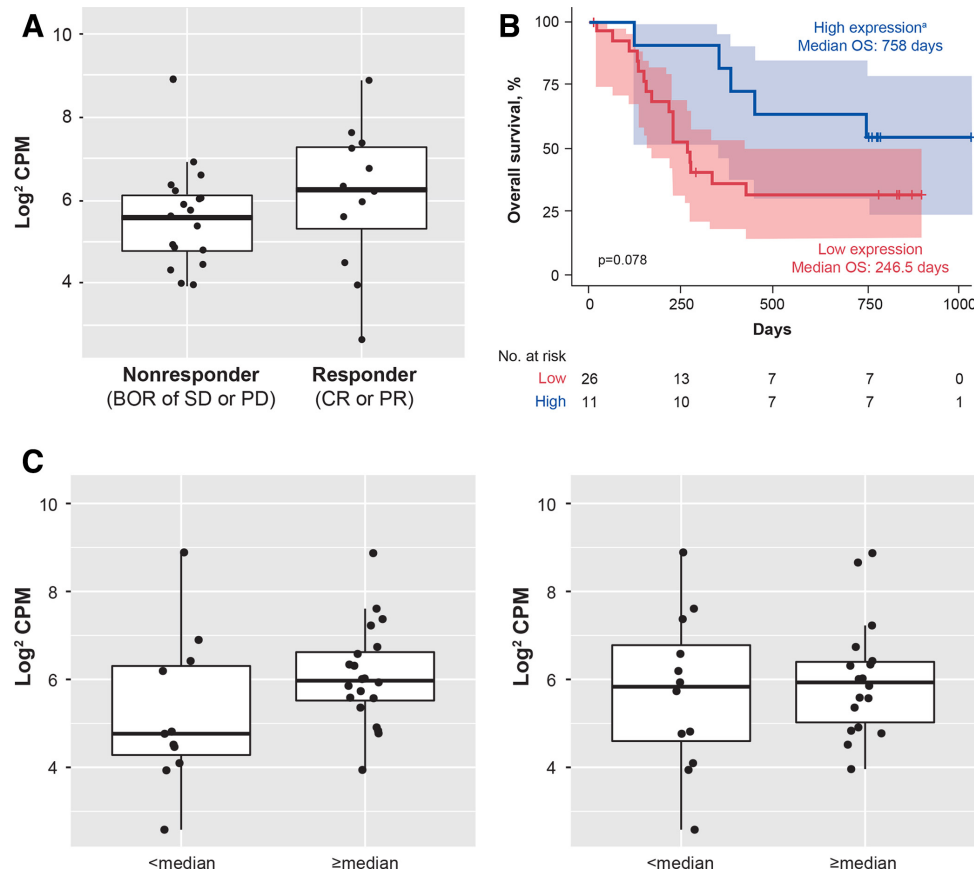 A
10
8
6
4
Log² CPM
Nonresponder
(BOR of SD or PD)
Responder
(CR or PR)
B
100
75
50
25
0
Overall survival, %
High expressionᵃ
Median OS: 758 days
Low expression
Median OS: 246.5 days
p=0.078
0 250 500 750 1000
Days
No. at risk
Low 26 13 7 7 0
High 11 10 7 7 1
C
10
8
6
4
Log² CPM
<median ≥median
10
8
6
4
Log² CPM
<median ≥median